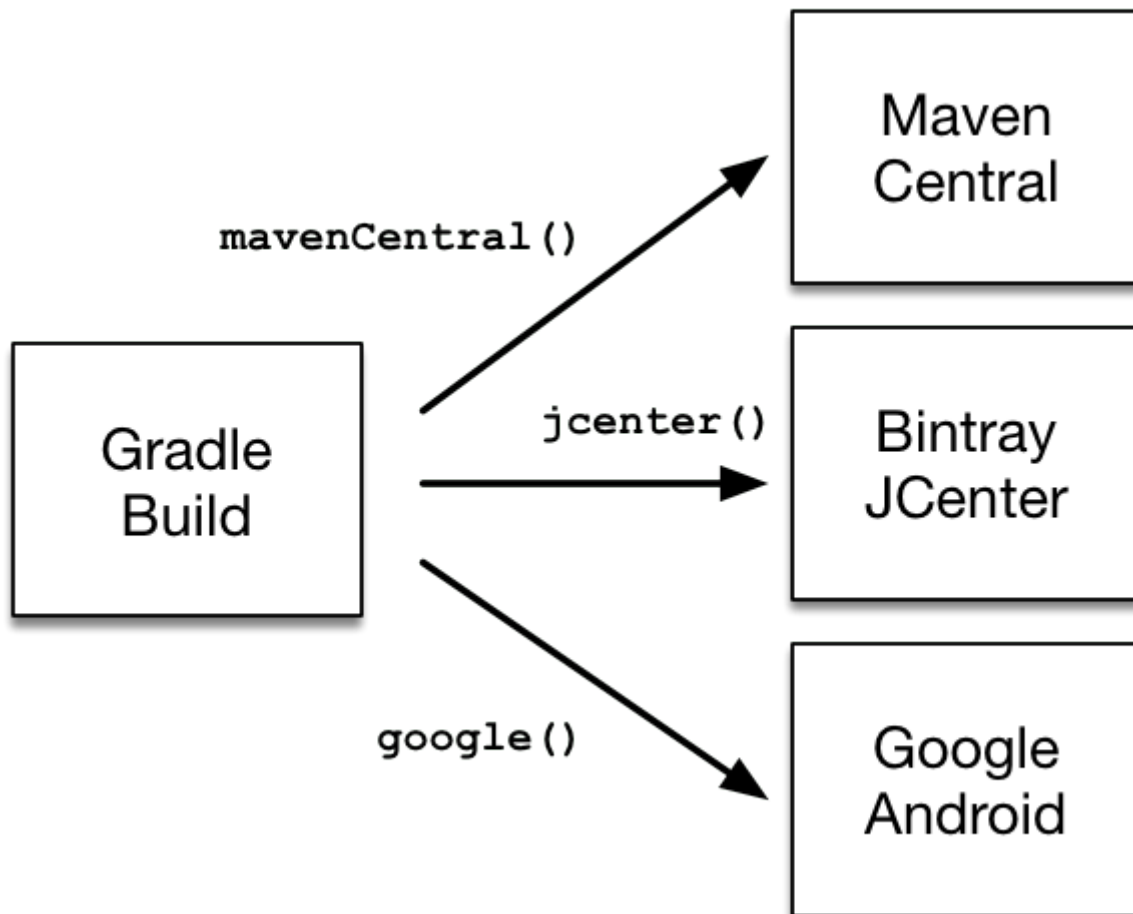 Maven
Central
mavenCentral()
jcenter()
Bintray
JCenter
Gradle
Build
google()
Google
Android